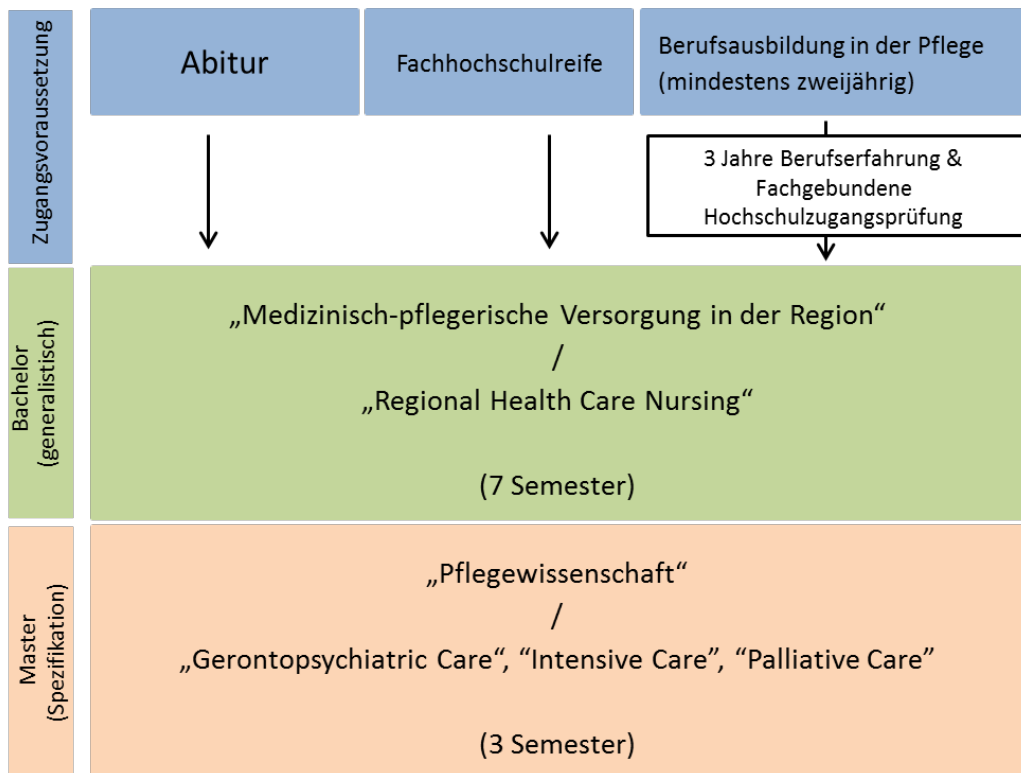 Zugangsvoraussetzung
Abitur
Fachhochschulreife
Berufsausbildung in der Pflege
(mindestens zweijährig)
3 Jahre Berufserfahrung &
Fachgebundene
Hochschulzugangsprüfung
Bachelor
(generalistisch)
„Medizinisch-pflegerische Versorgung in der Region“
/
„Regional Health Care Nursing“
(7 Semester)
Master
(Spezifikation)
„Pflegewissenschaft“
/
„Gerontopsychiatric Care“, “Intensive Care”, “Palliative Care”
(3 Semester)